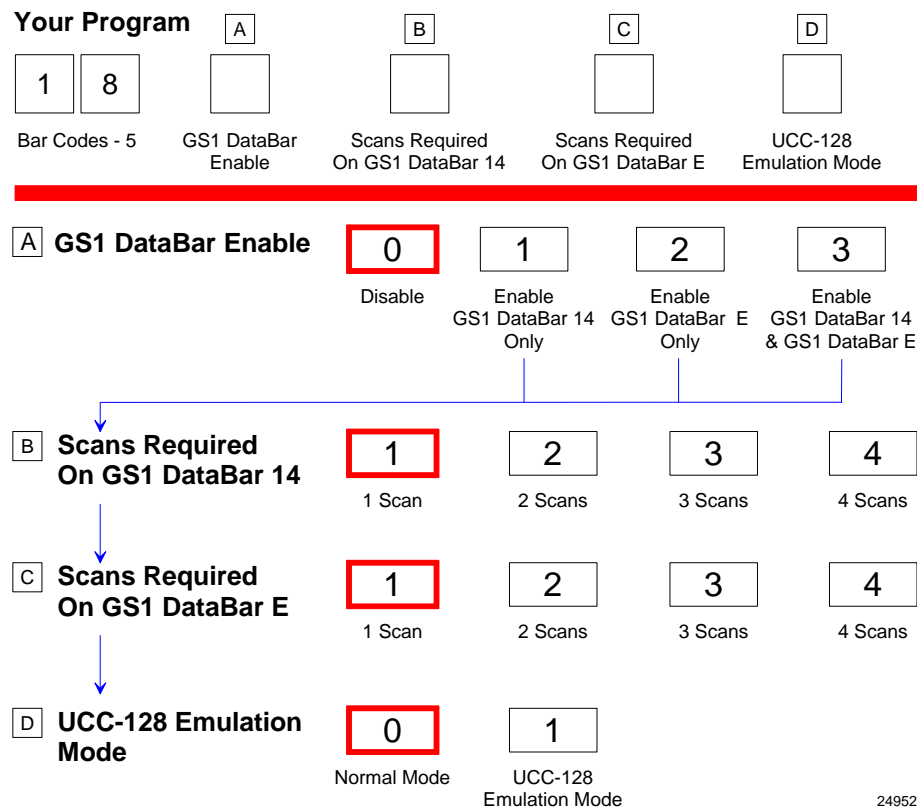 Your Program
A B C D
1 8
Bar Codes - 5
GS1 DataBar
Enable
Scans Required
On GS1 DataBar 14
Scans Required
On GS1 DataBar E
UCC-128
Emulation Mode
A GS1 DataBar Enable
0 1 2 3
Disable
Enable
GS1 DataBar 14
Only
Enable
GS1 DataBar E
Only
Enable
GS1 DataBar 14
& GS1 DataBar E
B Scans Required
On GS1 DataBar 14
1 2 3 4
1 Scan 2 Scans 3 Scans 4 Scans
C Scans Required
On GS1 DataBar E
1 2 3 4
1 Scan 2 Scans 3 Scans 4 Scans
D UCC-128 Emulation
Mode
0 1
Normal Mode
UCC-128
Emulation Mode
24952